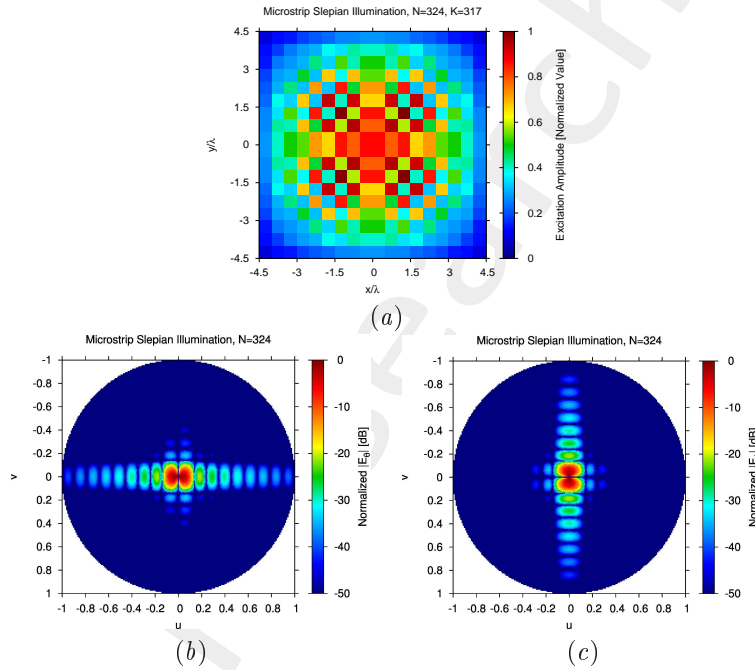 Microstrip Slepian Illumination, N=324, K=317
4.5
3
1.5
0
-1.5
-3
-4.5
-4.5 -3 -1.5 0 1.5 3 4.5
y/λ
x/λ
1
0.8
0.6
0.4
0.2
0
Excitation Amplitude [Normalized Value]
(a)
Microstrip Slepian Illumination, N=324
-1
-0.8
-0.6
-0.4
-0.2
0
0.2
0.4
0.6
0.8
1
-1 -0.8 -0.6 -0.4 -0.2 0 0.2 0.4 0.6 0.8 1
v
u
0
-10
-20
-30
-40
-50
Normalized |E_θ| [dB]
(b)
Microstrip Slepian Illumination, N=324
-1
-0.8
-0.6
-0.4
-0.2
0
0.2
0.4
0.6
0.8
1
-1 -0.8 -0.6 -0.4 -0.2 0 0.2 0.4 0.6 0.8 1
v
u
0
-10
-20
-30
-40
-50
Normalized [dB]
(c)